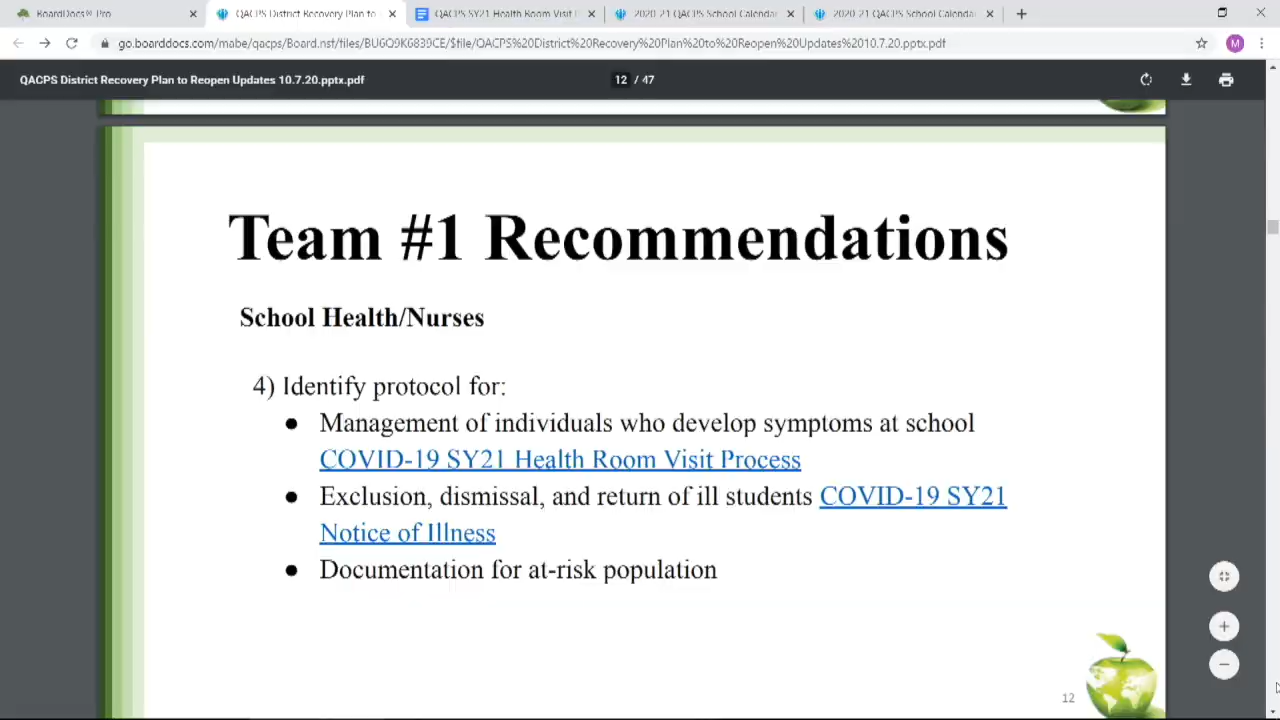 BoardDocs® Pro
QACPS District Recovery Plan to
QACPS SY21 Health Room Visit P
2020-21 QACPS School Calendar
2020-21 QACPS School Calendar
go.boarddocs.com/mabe/qacps/Board.nsf/files/BU6Q9K6839CE/$file/QACPS%20District%20Recovery%20Plan%20to%20Reopen%20Updates%2010.7.20.pptx.pdf
M
QACPS District Recovery Plan to Reopen Updates 10.7.20.pptx.pdf
12 / 47
Team #1 Recommendations
School Health/Nurses
4) Identify protocol for:
● Management of individuals who develop symptoms at school
COVID-19 SY21 Health Room Visit Process
● Exclusion, dismissal, and return of ill students COVID-19 SY21
Notice of Illness
● Documentation for at-risk population
12